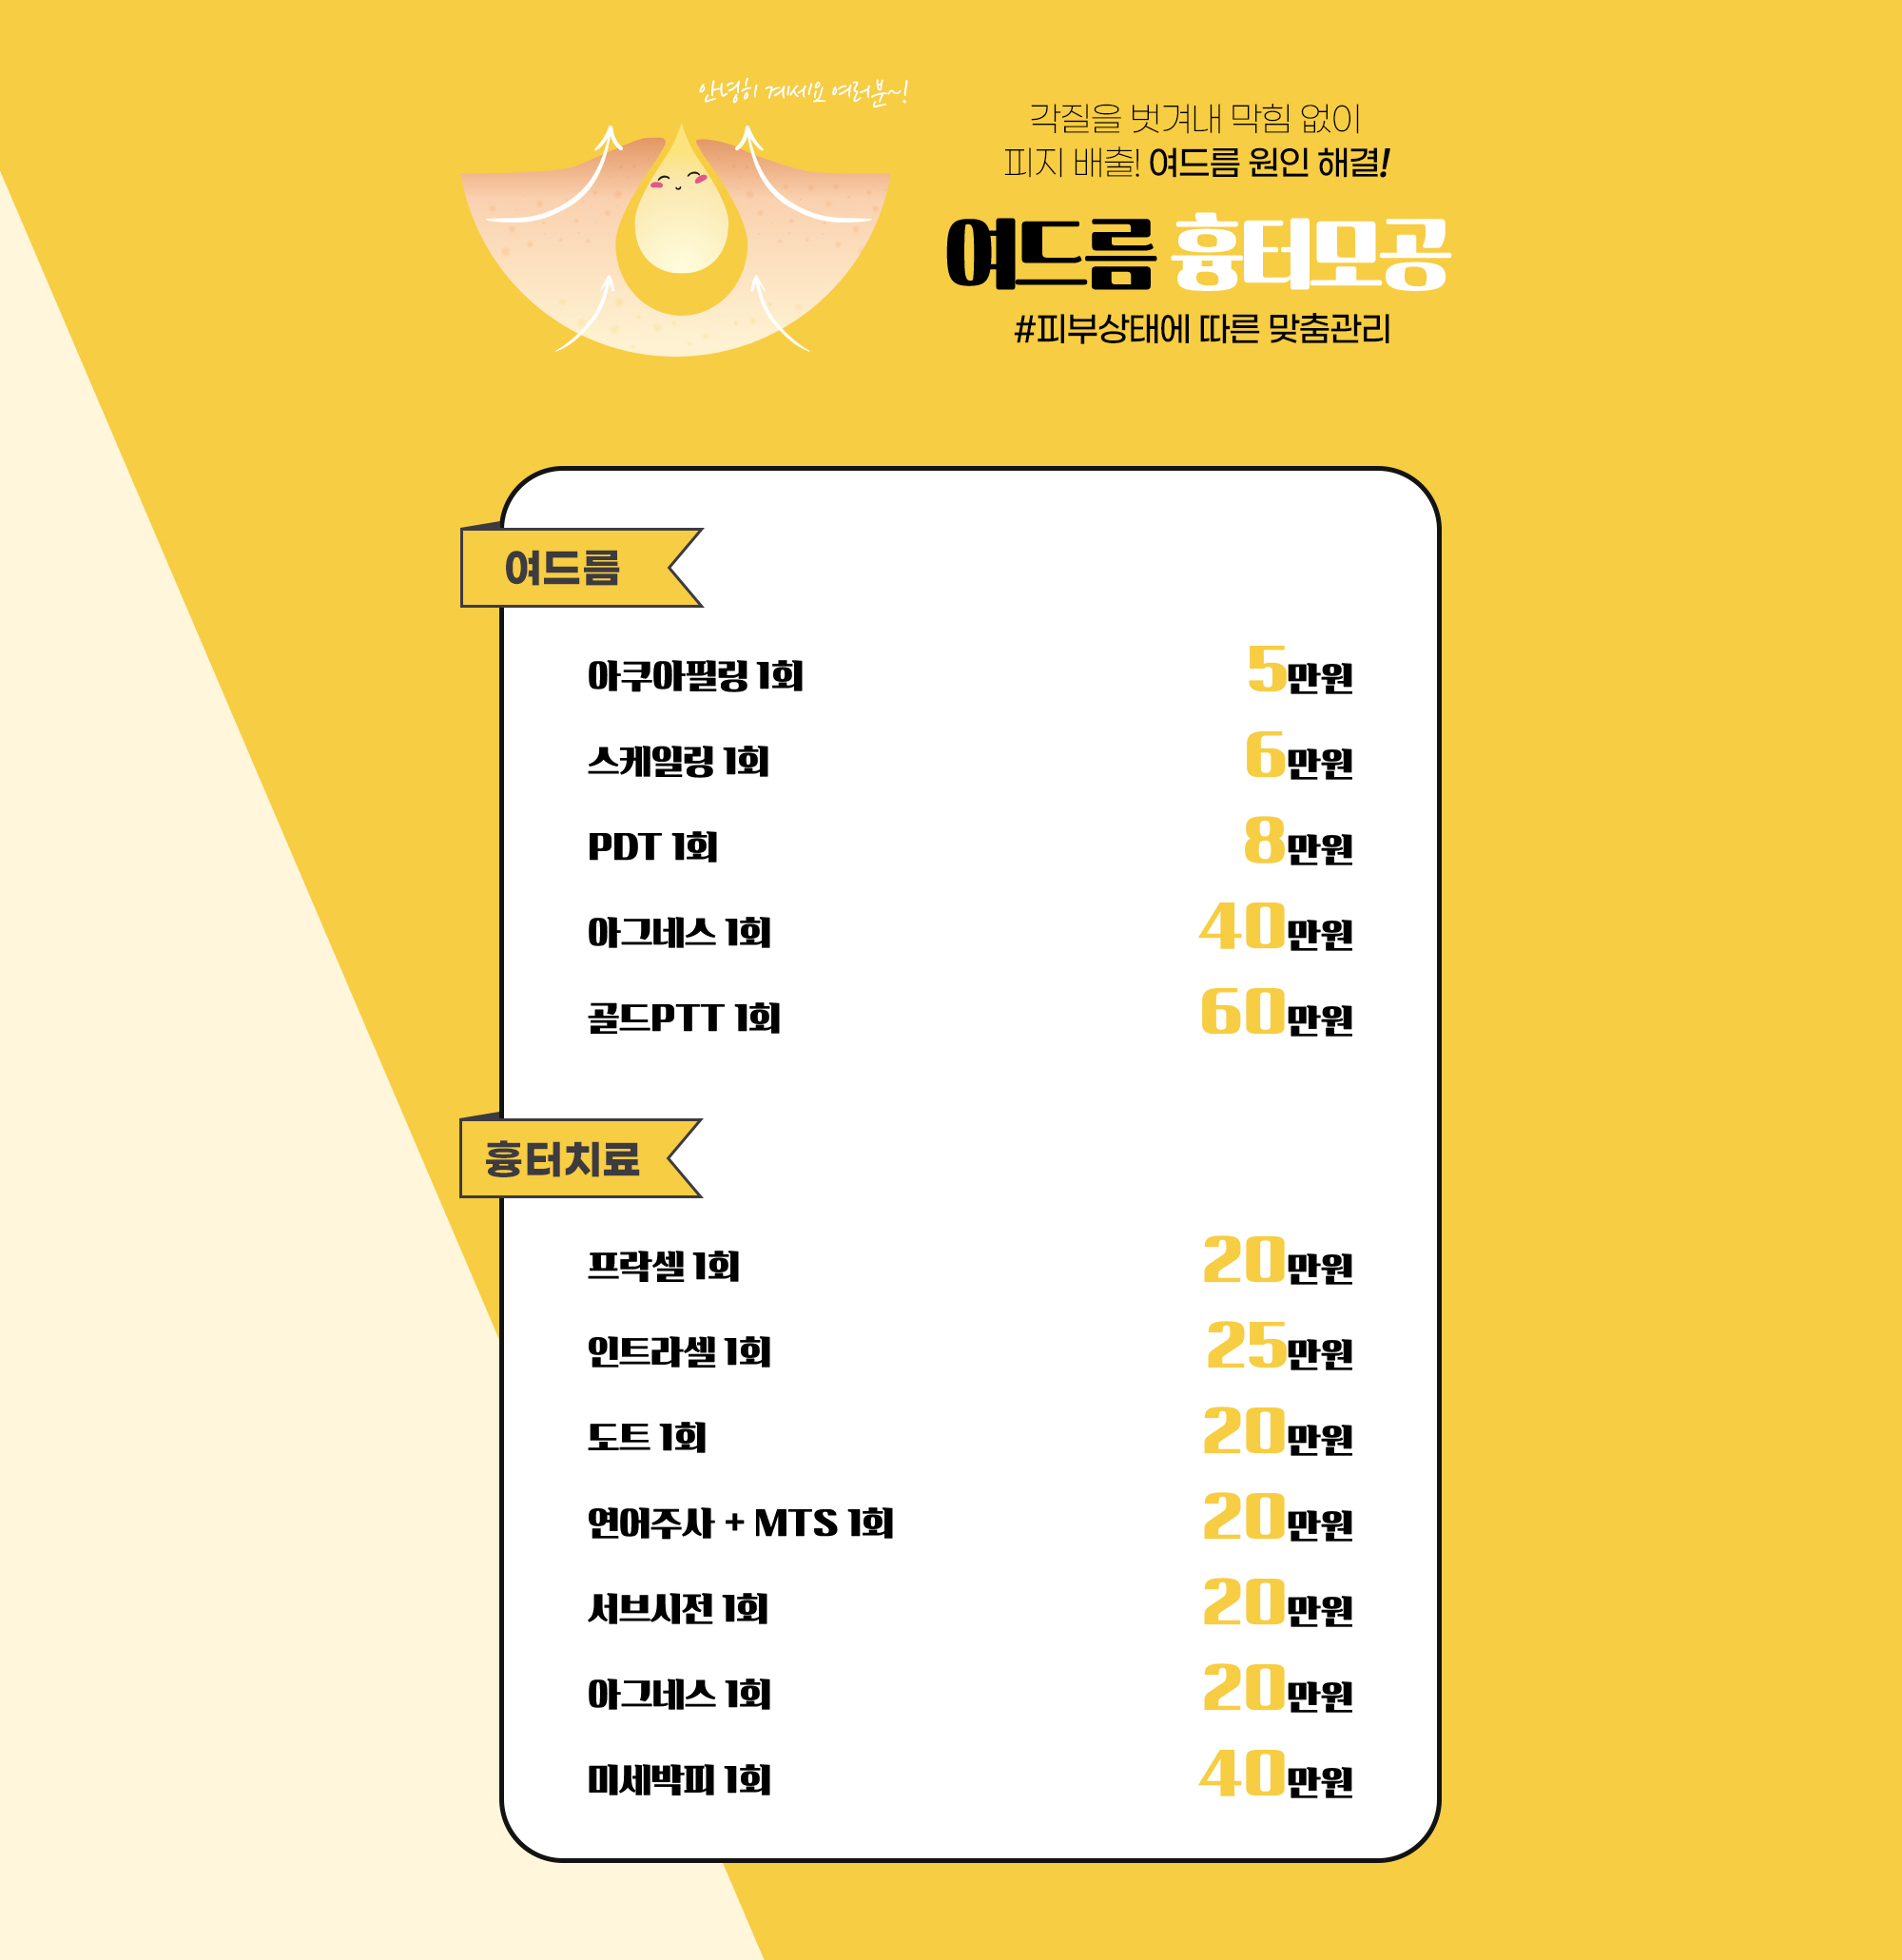 안녕히 계세요 여러분~!
각질을 벗겨내 막힘 없이
피지 배출! 여드름 원인 해결!
여드름 흉터모공
#피부상태에 따른 맞춤관리
여드름
아쿠아필링 1회 5만원
스케일링 1회 6만원
PDT 1회 8만원
아그네스 1회 40만원
골드PTT 1회 60만원
흉터치료
프락셀 1회 20만원
인트라셀 1회 25만원
도트 1회 20만원
연어주사 + MTS 1회 20만원
서브시전 1회 20만원
아그네스 1회 20만원
미세박피 1회 40만원